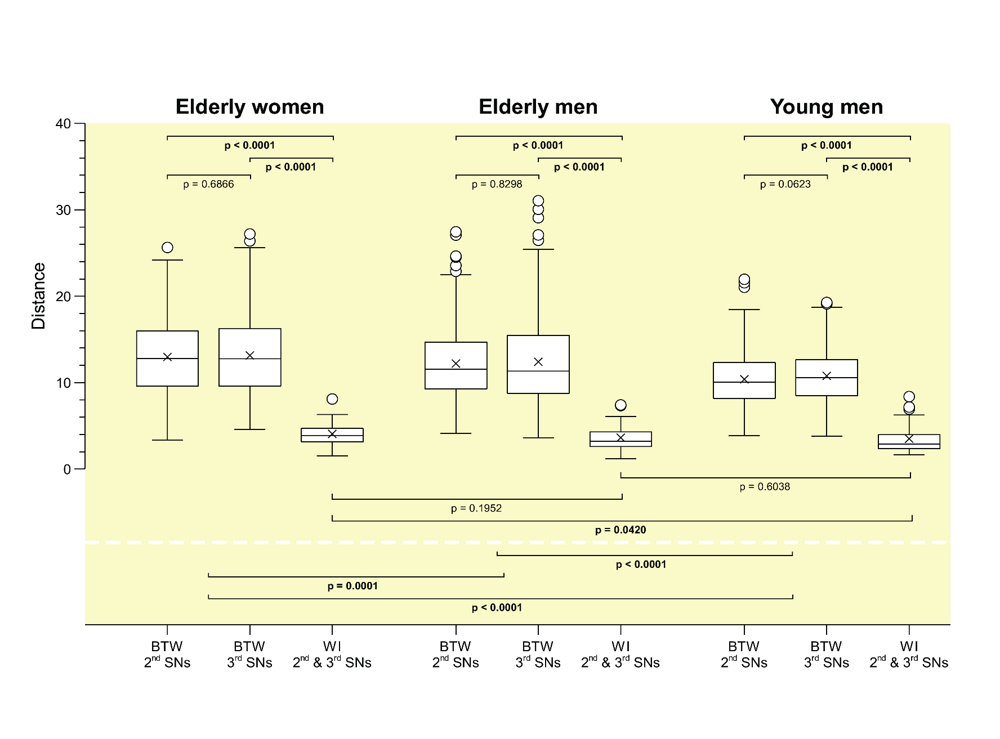 Elderly women Elderly men Young men
40
p < 0.0001 p < 0.0001 p < 0.0001
p < 0.0001 p < 0.0001 p < 0.0001
p = 0.6866 p = 0.8298 p = 0.0623
30
Distance
20
10
0
p = 0.6038
p = 0.1952
p = 0.0420
p < 0.0001
p = 0.0001
p < 0.0001
BTW BTW WI BTW BTW WI BTW BTW WI
2nd SNs 3rd SNs 2nd & 3rd SNs 2nd SNs 3rd SNs 2nd & 3rd SNs 2nd SNs 3rd SNs 2nd & 3rd SNs